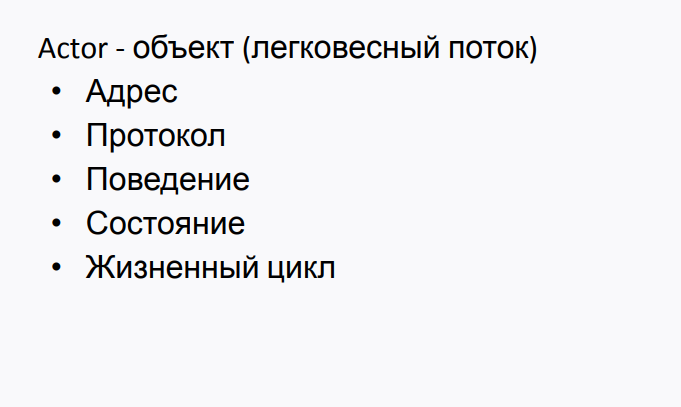 Actor - объект (легковесный поток)
• Адрес
• Протокол
• Поведение
• Состояние
• Жизненный цикл